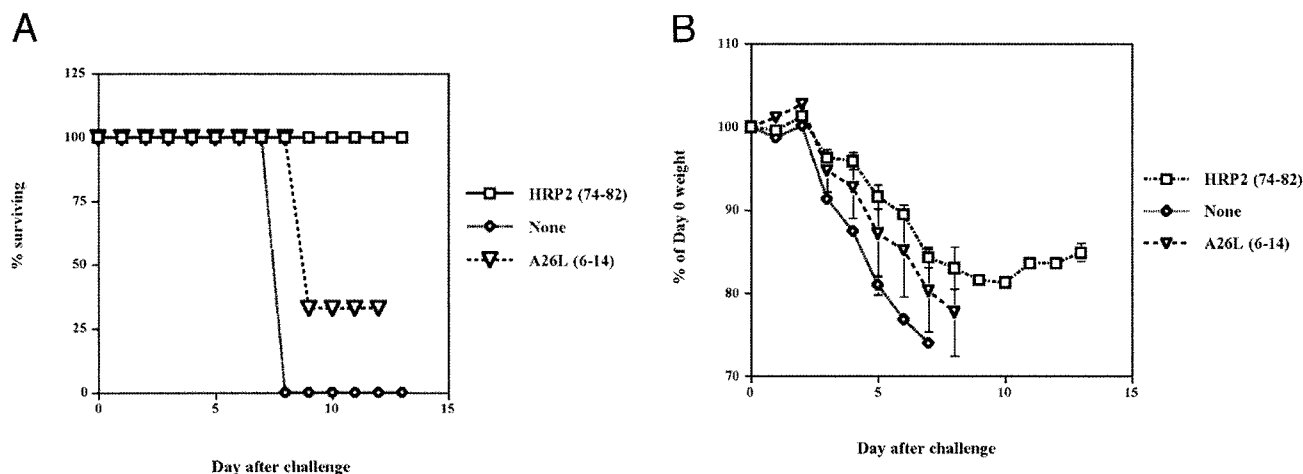 A
125
100
75
50
25
0
% surviving
0 5 10 15
Day after challenge
HRP2 (74-82)
None
A26L (6-14)
B
110
100
90
80
70
% of Day 0 weight
0 5 10 15
Day after challenge
HRP2 (74-82)
None
A26L (6-14)